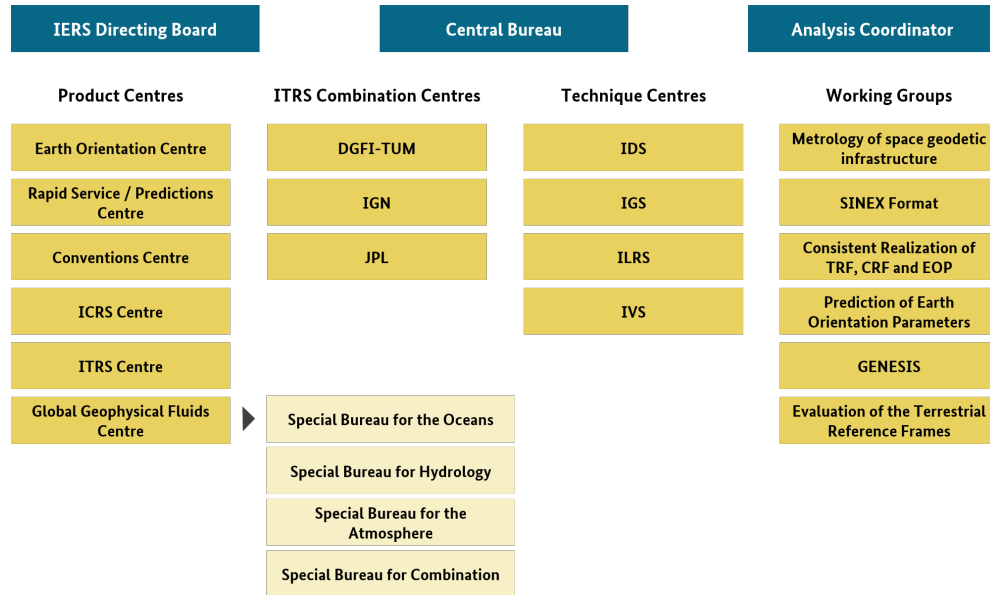 IERS Directing Board
Central Bureau
Analysis Coordinator
Product Centres
ITRS Combination Centres
Technique Centres
Working Groups
Earth Orientation Centre
Rapid Service / Predictions
Centre
Conventions Centre
ICRS Centre
ITRS Centre
Global Geophysical Fluids
Centre
DGFI-TUM
IGN
JPL
Special Bureau for the Oceans
Special Bureau for Hydrology
Special Bureau for the
Atmosphere
Special Bureau for Combination
IDS
IGS
ILRS
IVS
Metrology of space geodetic
infrastructure
SINEX Format
Consistent Realization of
TRF, CRF and EOP
Prediction of Earth
Orientation Parameters
GENESIS
Evaluation of the Terrestrial
Reference Frames